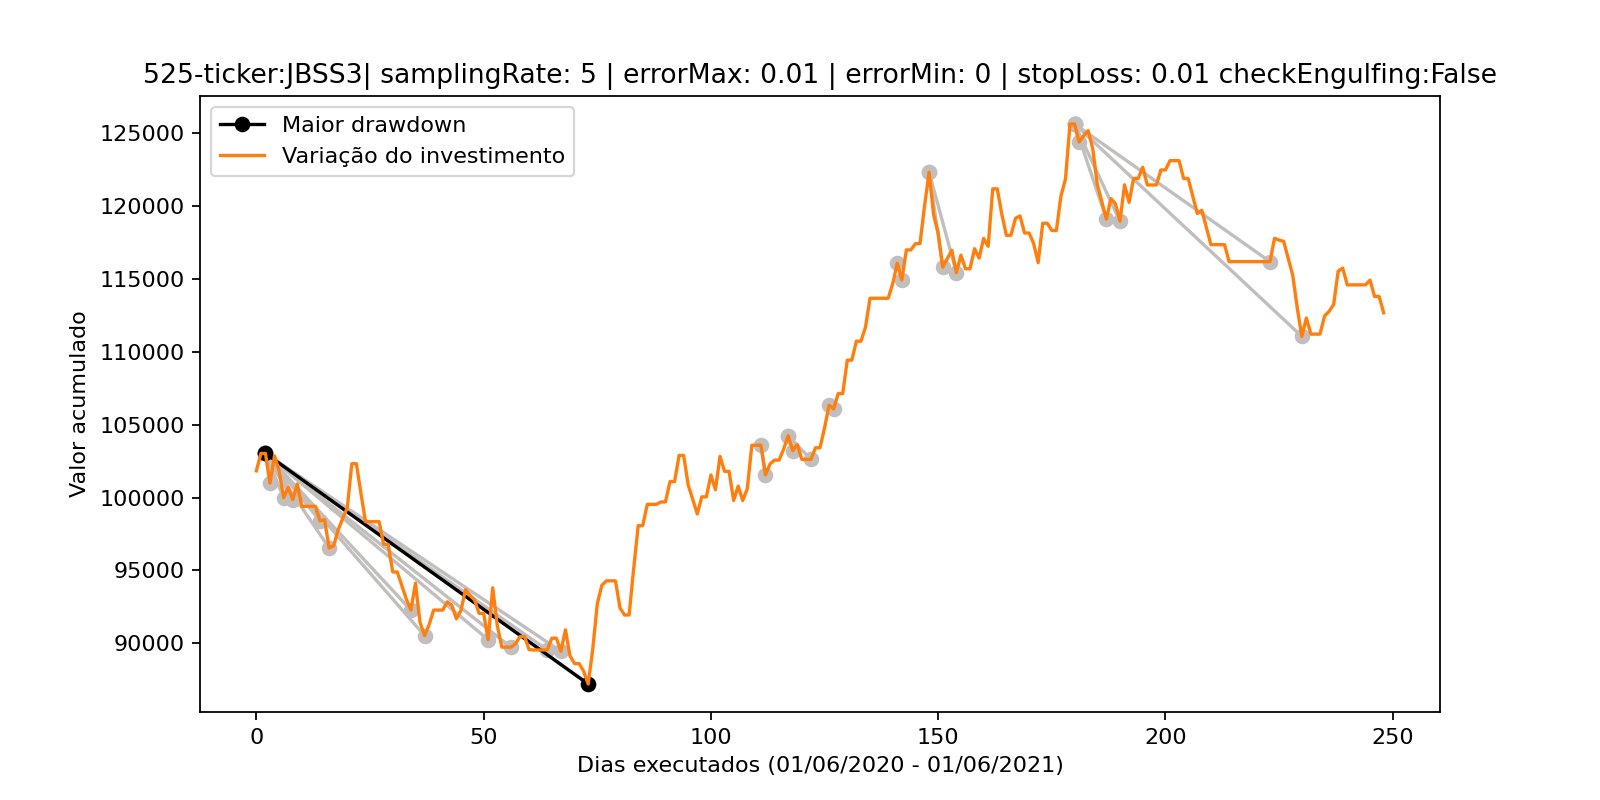 525-ticker:JBSS3| samplingRate: 5 | errorMax: 0.01 | errorMin: 0 | stopLoss: 0.01 checkEngulfing:False
Maior drawdown
Variação do investimento
Valor acumulado
125000
120000
115000
110000
105000
100000
95000
90000
0 50 100 150 200 250
Dias executados (01/06/2020 - 01/06/2021)